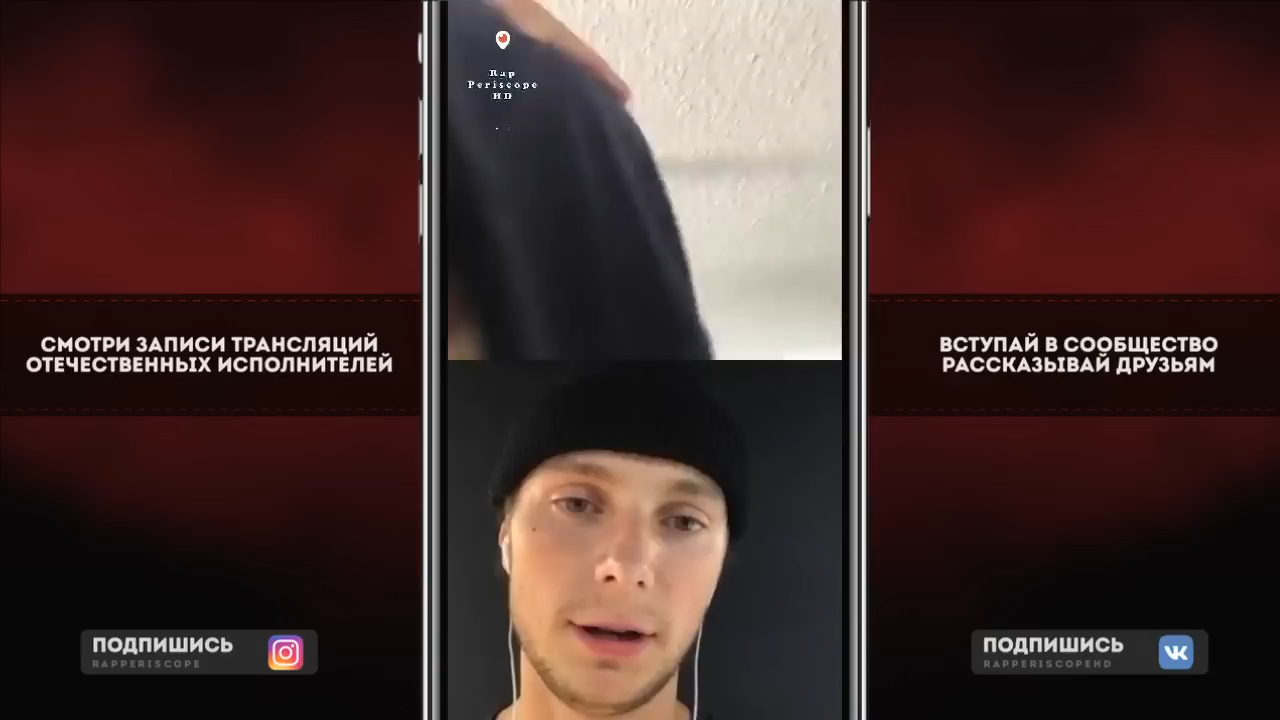 Rap
Periscope
HD
СМОТРИ ЗАПИСИ ТРАНСЛЯЦИЙ
ОТЕЧЕСТВЕННЫХ ИСПОЛНИТЕЛЕЙ
ВСТУПАЙ В СООБЩЕСТВО
РАССКАЗЫВАЙ ДРУЗЬЯМ
ПОДПИШИСЬ
RAPPERISCOPE
ПОДПИШИСЬ
RAPPERISCOPEHD